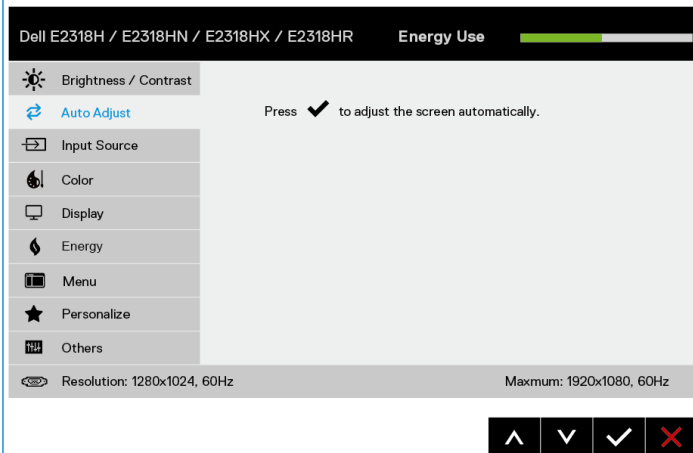 Dell E2318H / E2318HN / E2318HX / E2318HR Energy Use
Brightness / Contrast
Auto Adjust
Press to adjust the screen automatically.
Input Source
Color
Display
Energy
Menu
Personalize
Others
Resolution: 1280x1024, 60Hz Maxmum: 1920x1080, 60Hz